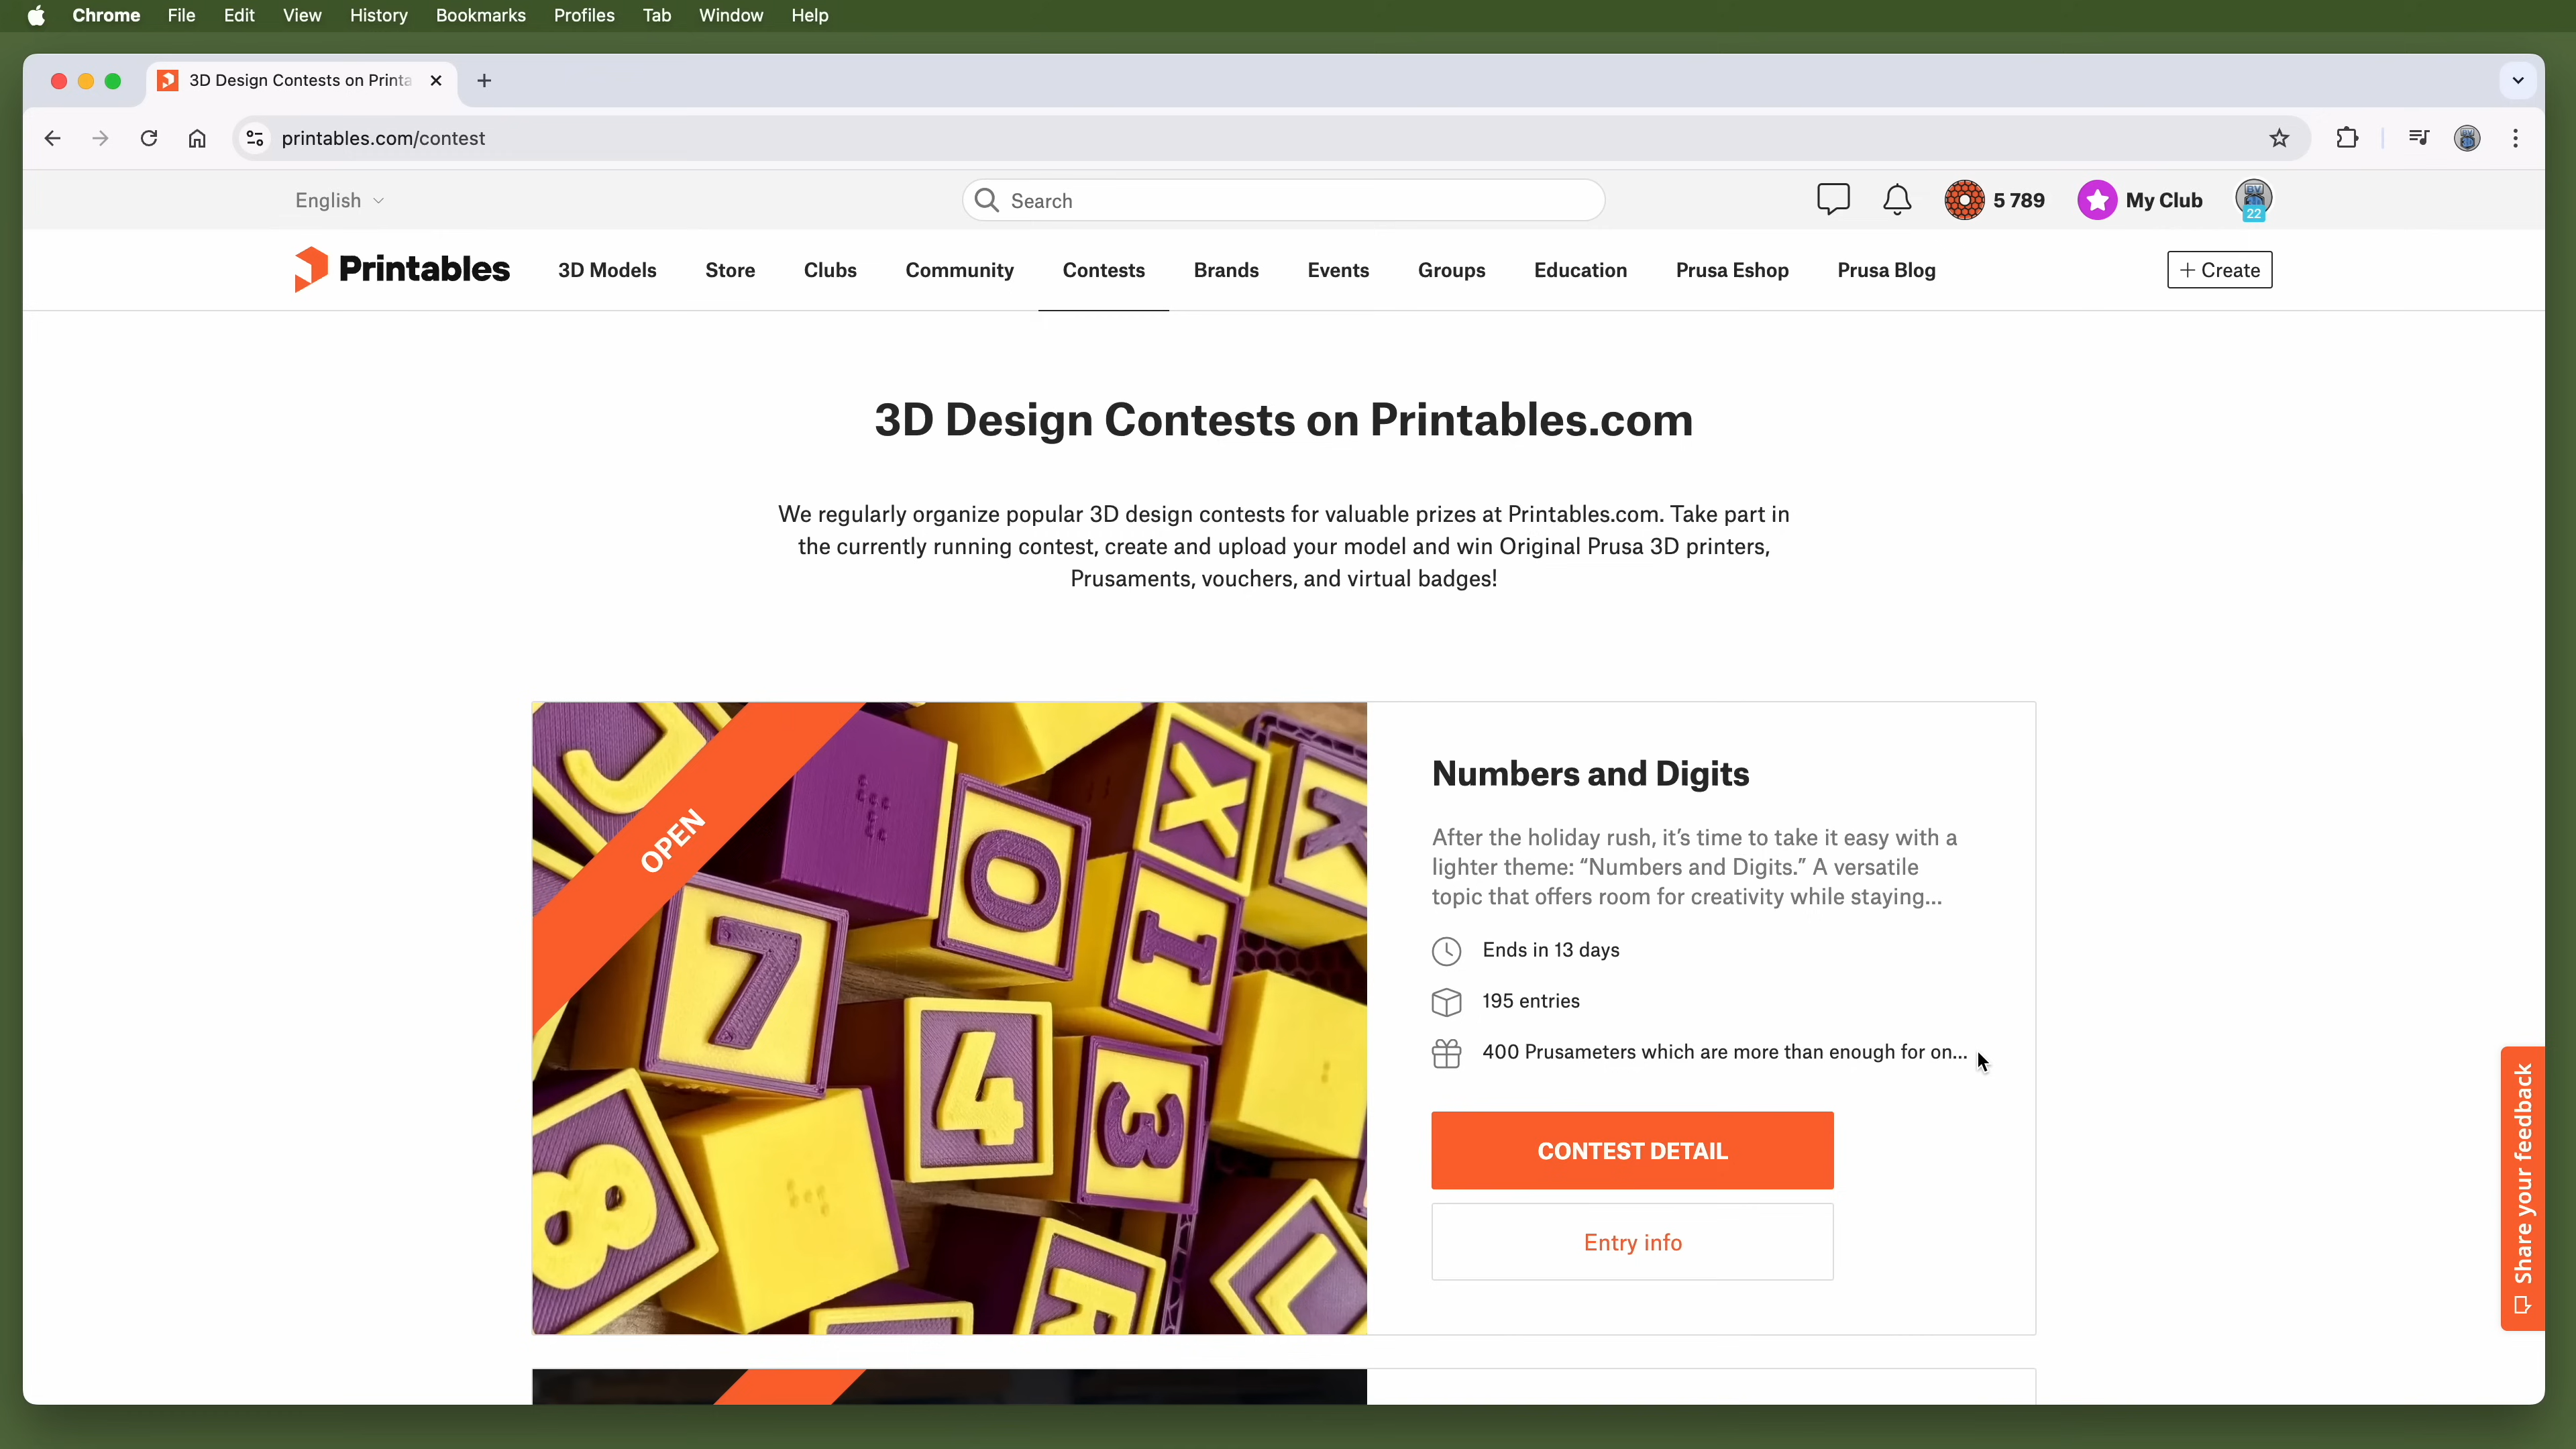 Chrome File Edit View History Bookmarks Profiles Tab Window Help
3D Design Contests on Printa
printables.com/contest
English
Search
5 789
My Club
22
Printables
3D Models Store Clubs Community Contests Brands Events Groups Education Prusa Eshop Prusa Blog
+ Create
3D Design Contests on Printables.com
We regularly organize popular 3D design contests for valuable prizes at Printables.com. Take part in
the currently running contest, create and upload your model and win Original Prusa 3D printers,
Prusaments, vouchers, and virtual badges!
OPEN
J
O
X
K
7
I
4
3
8
R
L
Numbers and Digits
After the holiday rush, it’s time to take it easy with a
lighter theme: “Numbers and Digits.” A versatile
topic that offers room for creativity while staying...
Ends in 13 days
195 entries
400 Prusameters which are more than enough for on...
CONTEST DETAIL
Entry info
Share your feedback